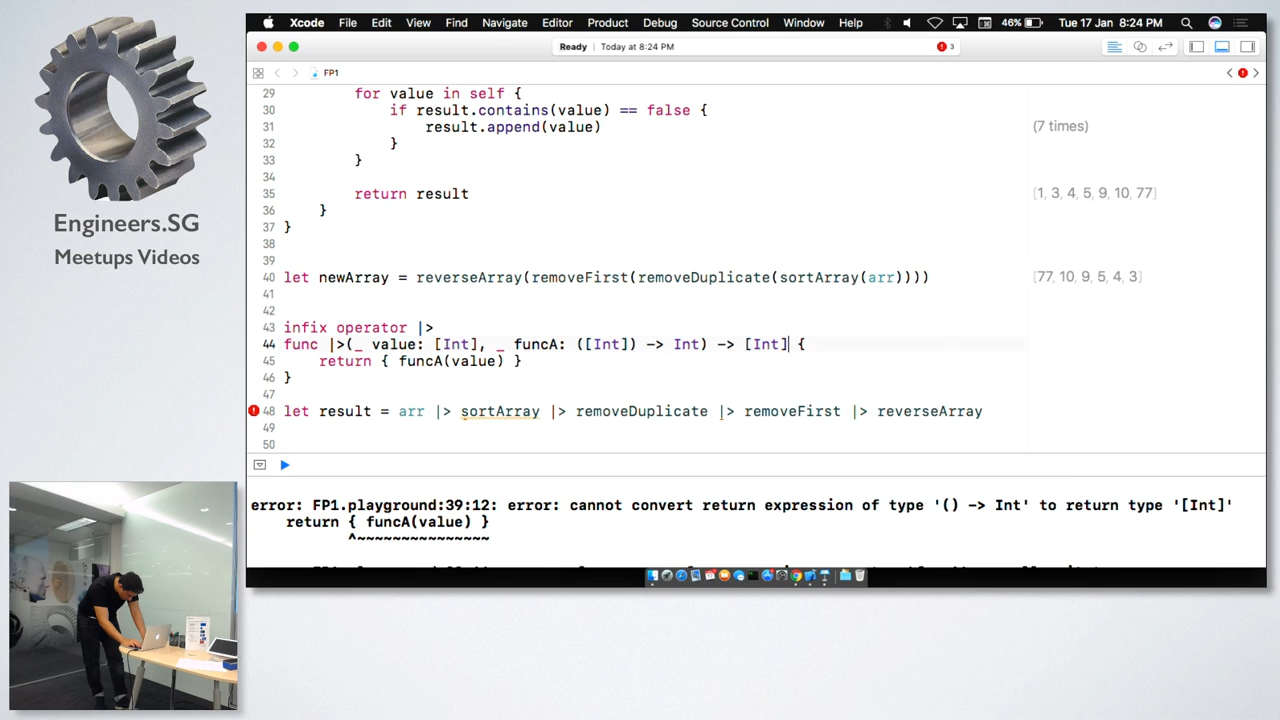 Xcode File Edit View Find Navigate Editor Product Debug Source Control Window Help 46% Tue 17 Jan 8:24 PM
Ready | Today at 8:24 PM 3
FP1
Engineers.SG
Meetups Videos
29 for value in self {
30 if result.contains(value) == false {
31 result.append(value) (7 times)
32 }
33 }
34
35 return result [1, 3, 4, 5, 9, 10, 77]
36 }
37 }
38
39
40 let newArray = reverseArray(removeFirst(removeDuplicate(sortArray(arr)))) [77, 10, 9, 5, 4, 3]
41
42
43 infix operator |>
44 func |>(_ value: [Int], _ funcA: ([Int]) -> Int) -> [Int] {
45 return { funcA(value) }
46 }
47
48 let result = arr |> sortArray |> removeDuplicate |> removeFirst |> reverseArray
49
50
error: FP1.playground:39:12: error: cannot convert return expression of type '() -> Int' to return type '[Int]'
return { funcA(value) }
^~~~~~~~~~~~~~~~